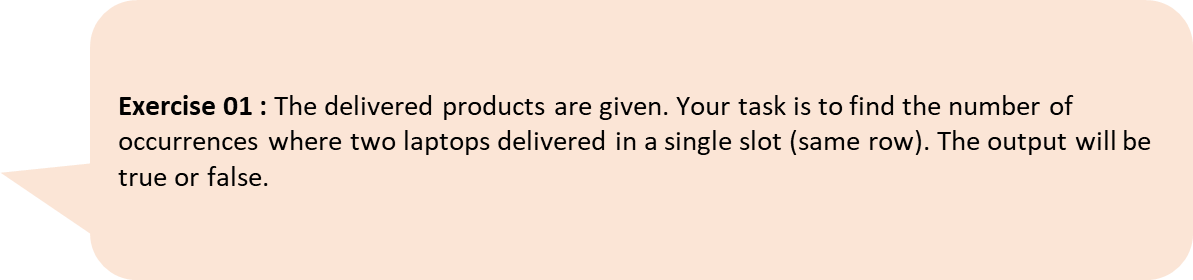 Exercise 01 : The delivered products are given. Your task is to find the number of
occurrences where two laptops delivered in a single slot (same row). The output will be
true or false.